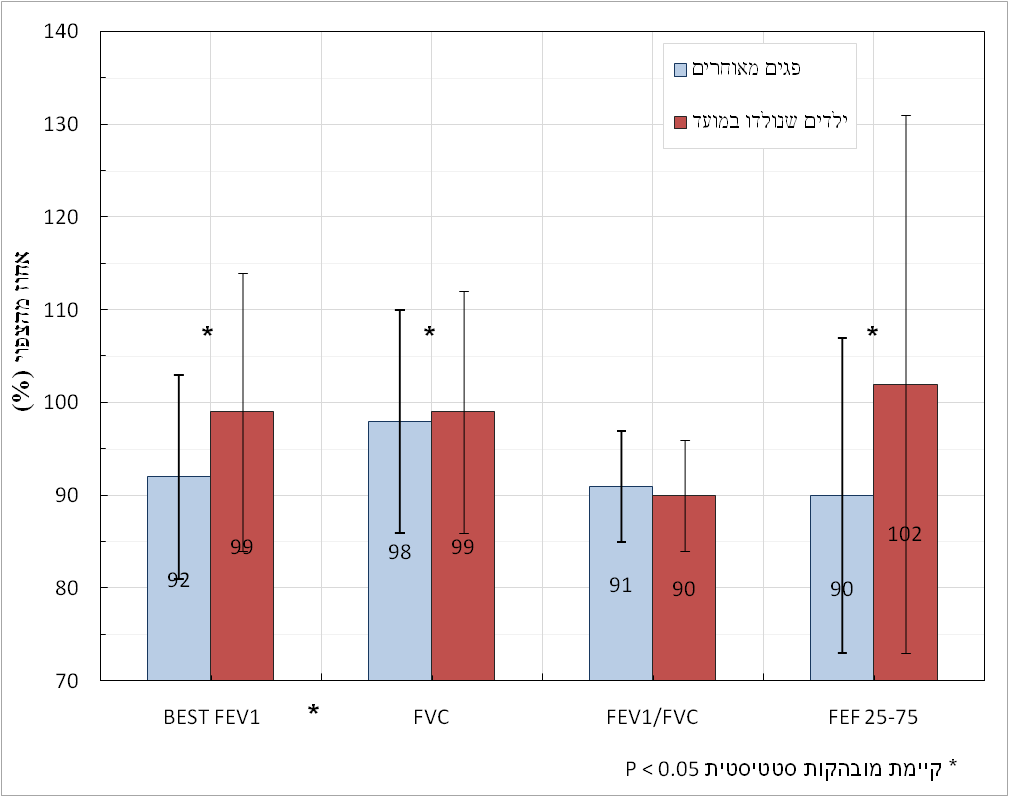 140
130
120
110
100
90
80
70
אחוז מהצפוי (%)
פגים מאוחרים
ילדים שנולדו במועד
* * *
92 99 98 99 91 90 90 102
BEST FEV1 * FVC FEV1/FVC FEF 25-75
* קיימת מובהקות סטטיסטית P < 0.05